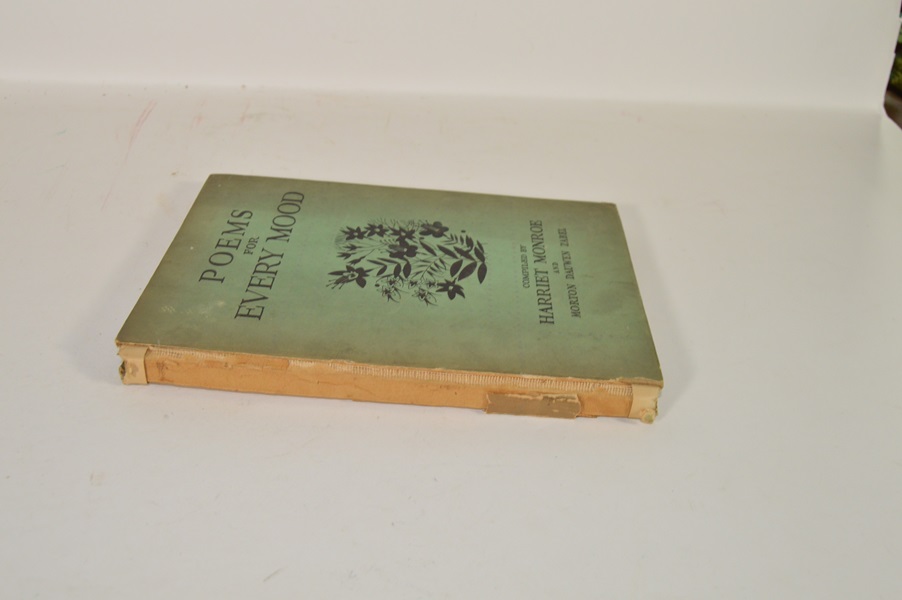 POEMS
FOR
EVERY MOOD
COMPILED BY
HARRIET MONROE
AND
MORTON DAUWEN ZABEL